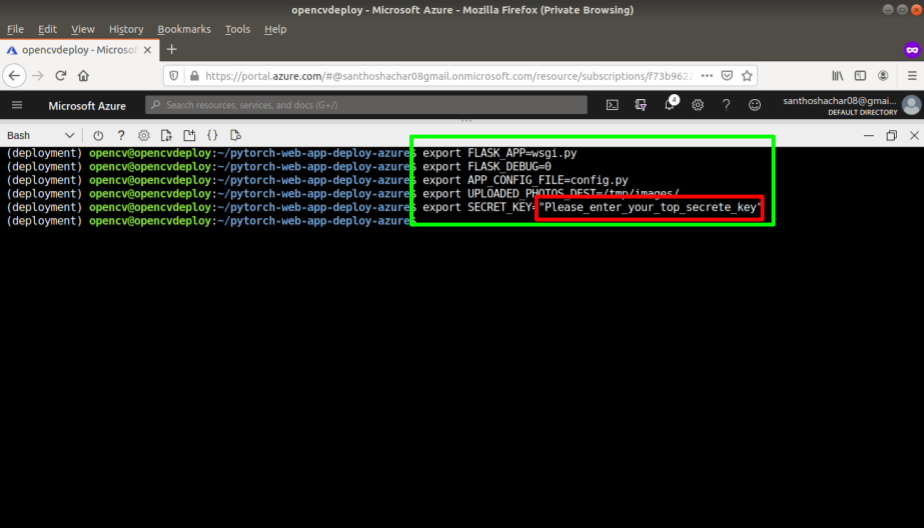 opencvdeploy - Microsoft Azure - Mozilla Firefox (Private Browsing)
File Edit View History Bookmarks Tools Help
opencvdeploy - Microsof
https://portal.azure.com/#@santhoshachar08gmail.onmicrosoft.com/resource/subscriptions/f73b9622
Microsoft Azure
Search resources, services, and docs (G+/)
4
santhoshachar08@gmai...
DEFAULT DIRECTORY
Bash
(deployment) opencv@opencvdeploy:~/pytorch-web-app-deploy-azure$ export FLASK_APP=wsgi.py
(deployment) opencv@opencvdeploy:~/pytorch-web-app-deploy-azure$ export FLASK_DEBUG=0
(deployment) opencv@opencvdeploy:~/pytorch-web-app-deploy-azure$ export APP_CONFIG_FILE=config.py
(deployment) opencv@opencvdeploy:~/pytorch-web-app-deploy-azure$ export UPLOADED_PHOTOS_DEST=/tmp/images/
(deployment) opencv@opencvdeploy:~/pytorch-web-app-deploy-azure$ export SECRET_KEY="Please_enter_your_top_secrete_key"
(deployment) opencv@opencvdeploy:~/pytorch-web-app-deploy-azure$